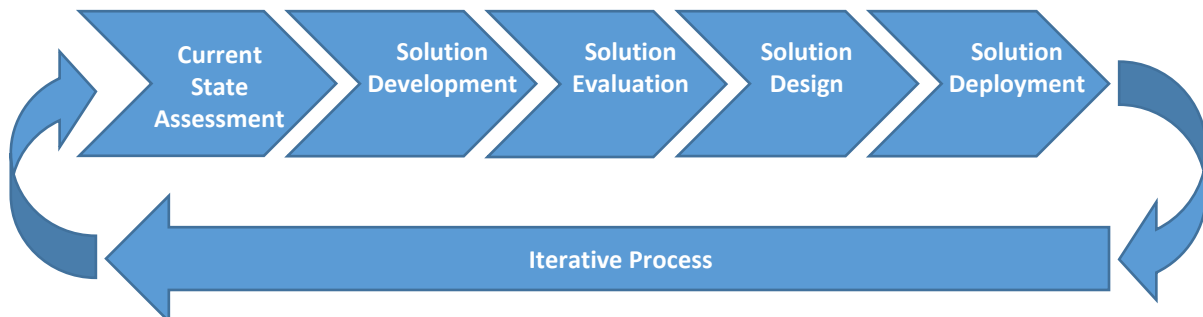 Current
State
Assessment
Solution
Development
Solution
Evaluation
Solution
Design
Solution
Deployment
Iterative Process